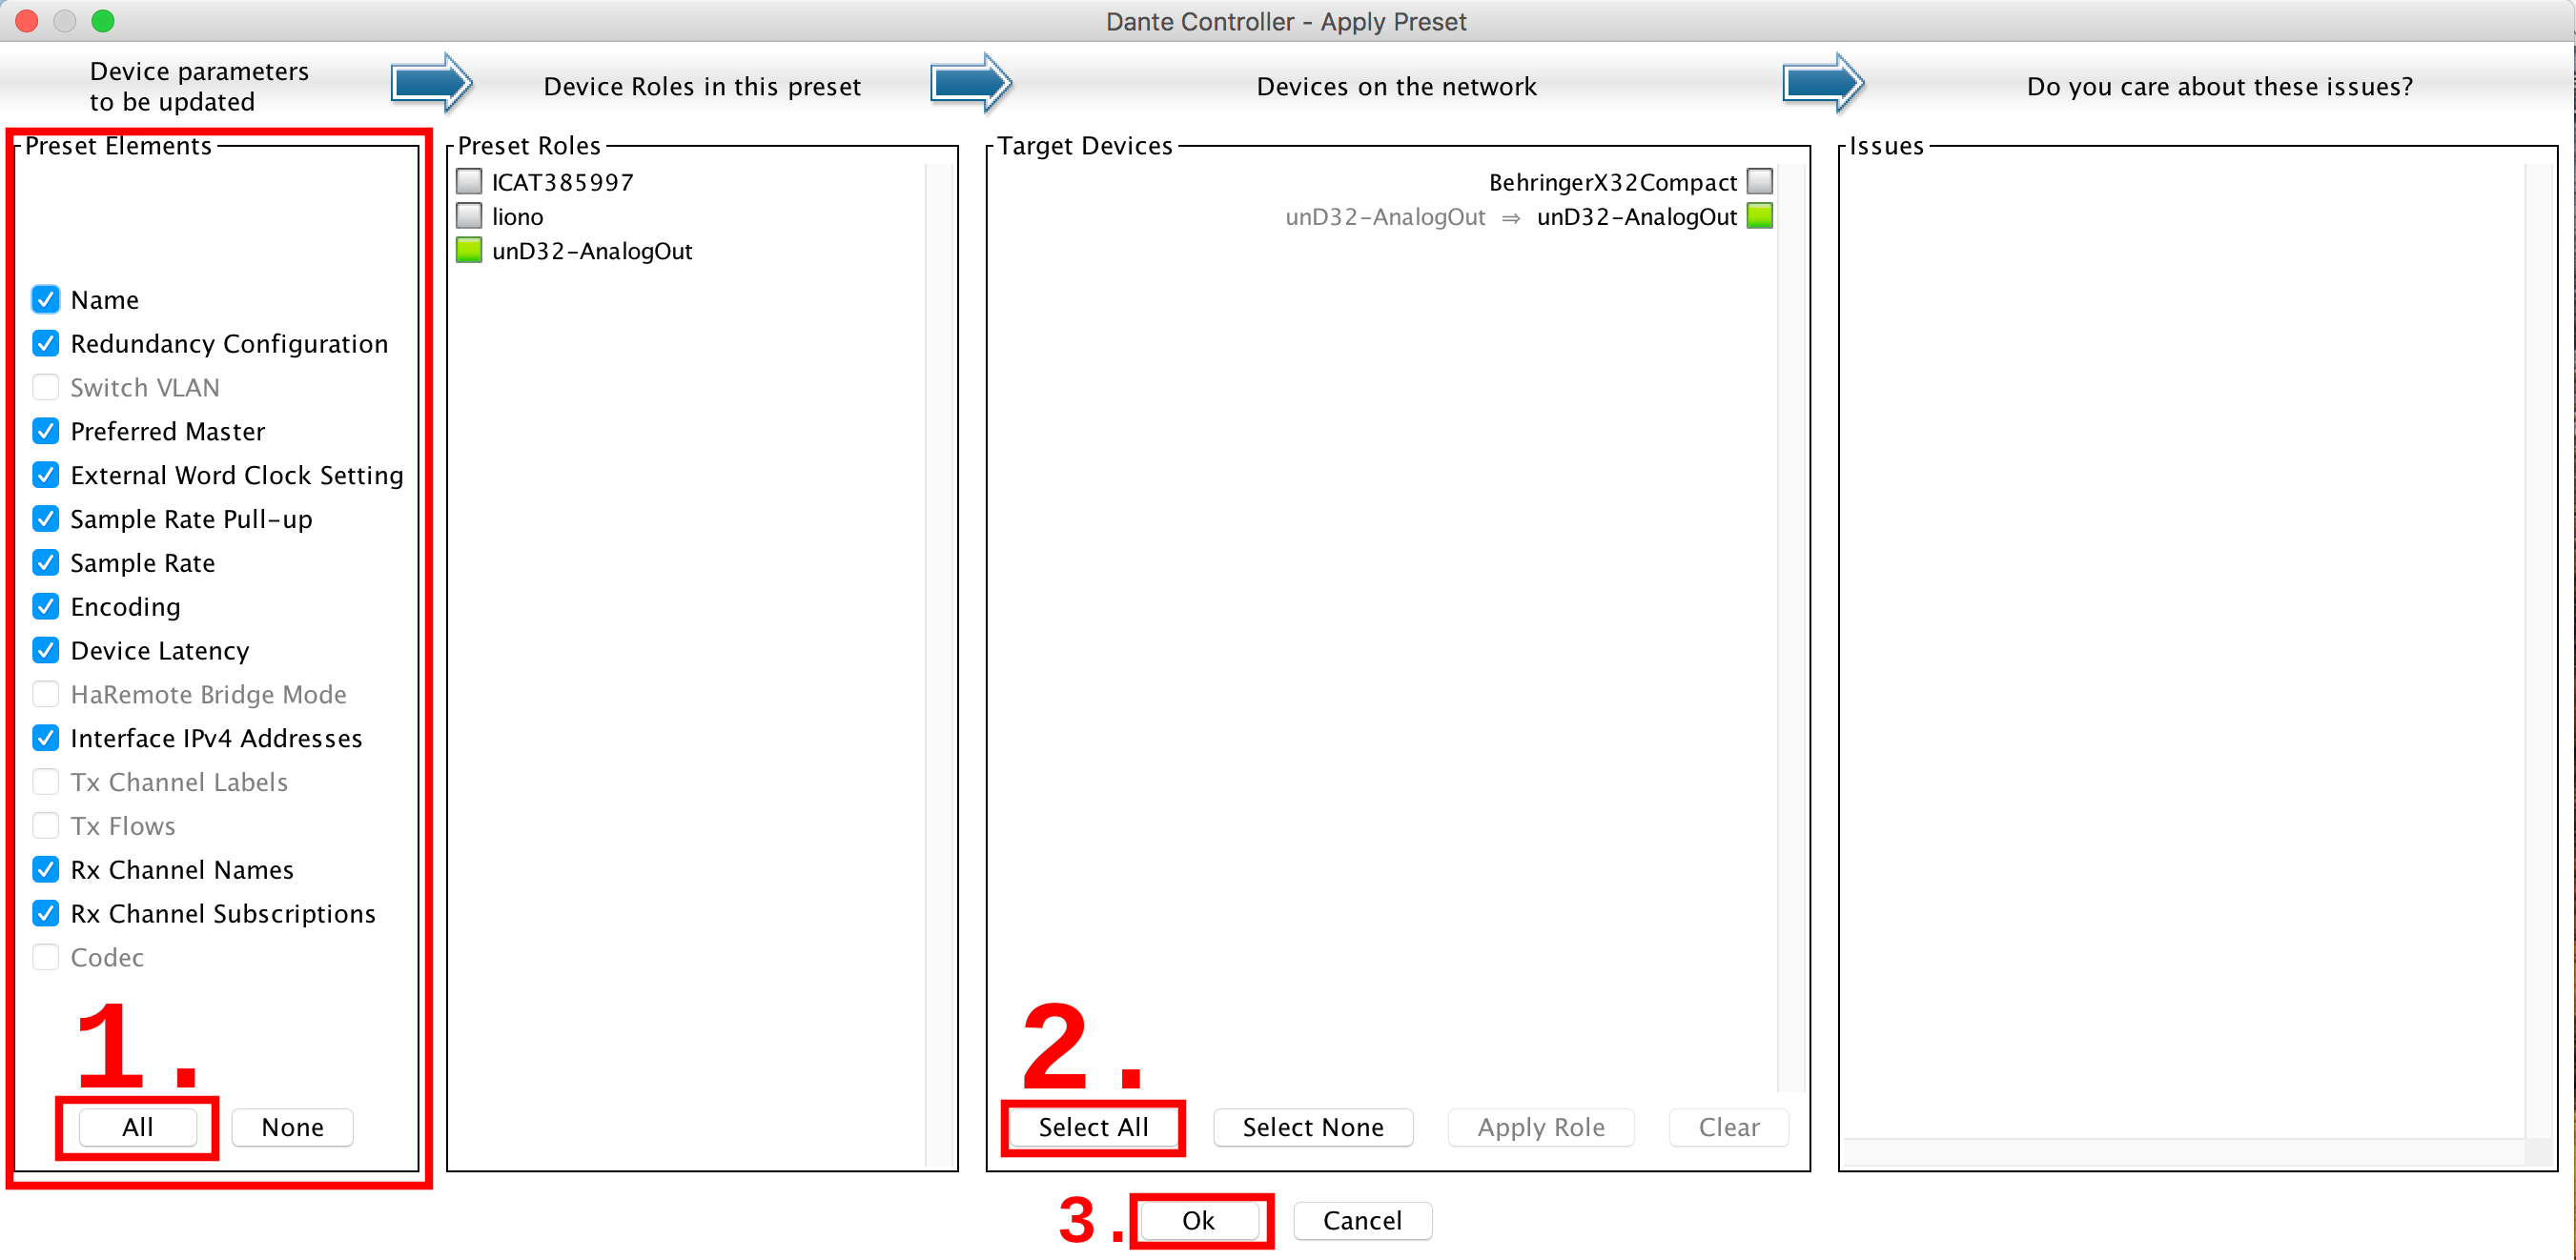 Dante Controller - Apply Preset
Device parameters
to be updated
Device Roles in this preset
Devices on the network
Do you care about these issues?
Preset Elements
Name
Redundancy Configuration
Switch VLAN
Preferred Master
External Word Clock Setting
Sample Rate Pull-up
Sample Rate
Encoding
Device Latency
HaRemote Bridge Mode
Interface IPv4 Addresses
Tx Channel Labels
Tx Flows
Rx Channel Names
Rx Channel Subscriptions
Codec
1.
All
None
Preset Roles
ICAT385997
liono
unD32-AnalogOut
Target Devices
BehringerX32Compact
unD32-AnalogOut ⇒ unD32-AnalogOut
2.
Select All
Select None
Apply Role
Clear
Issues
3.
Ok
Cancel